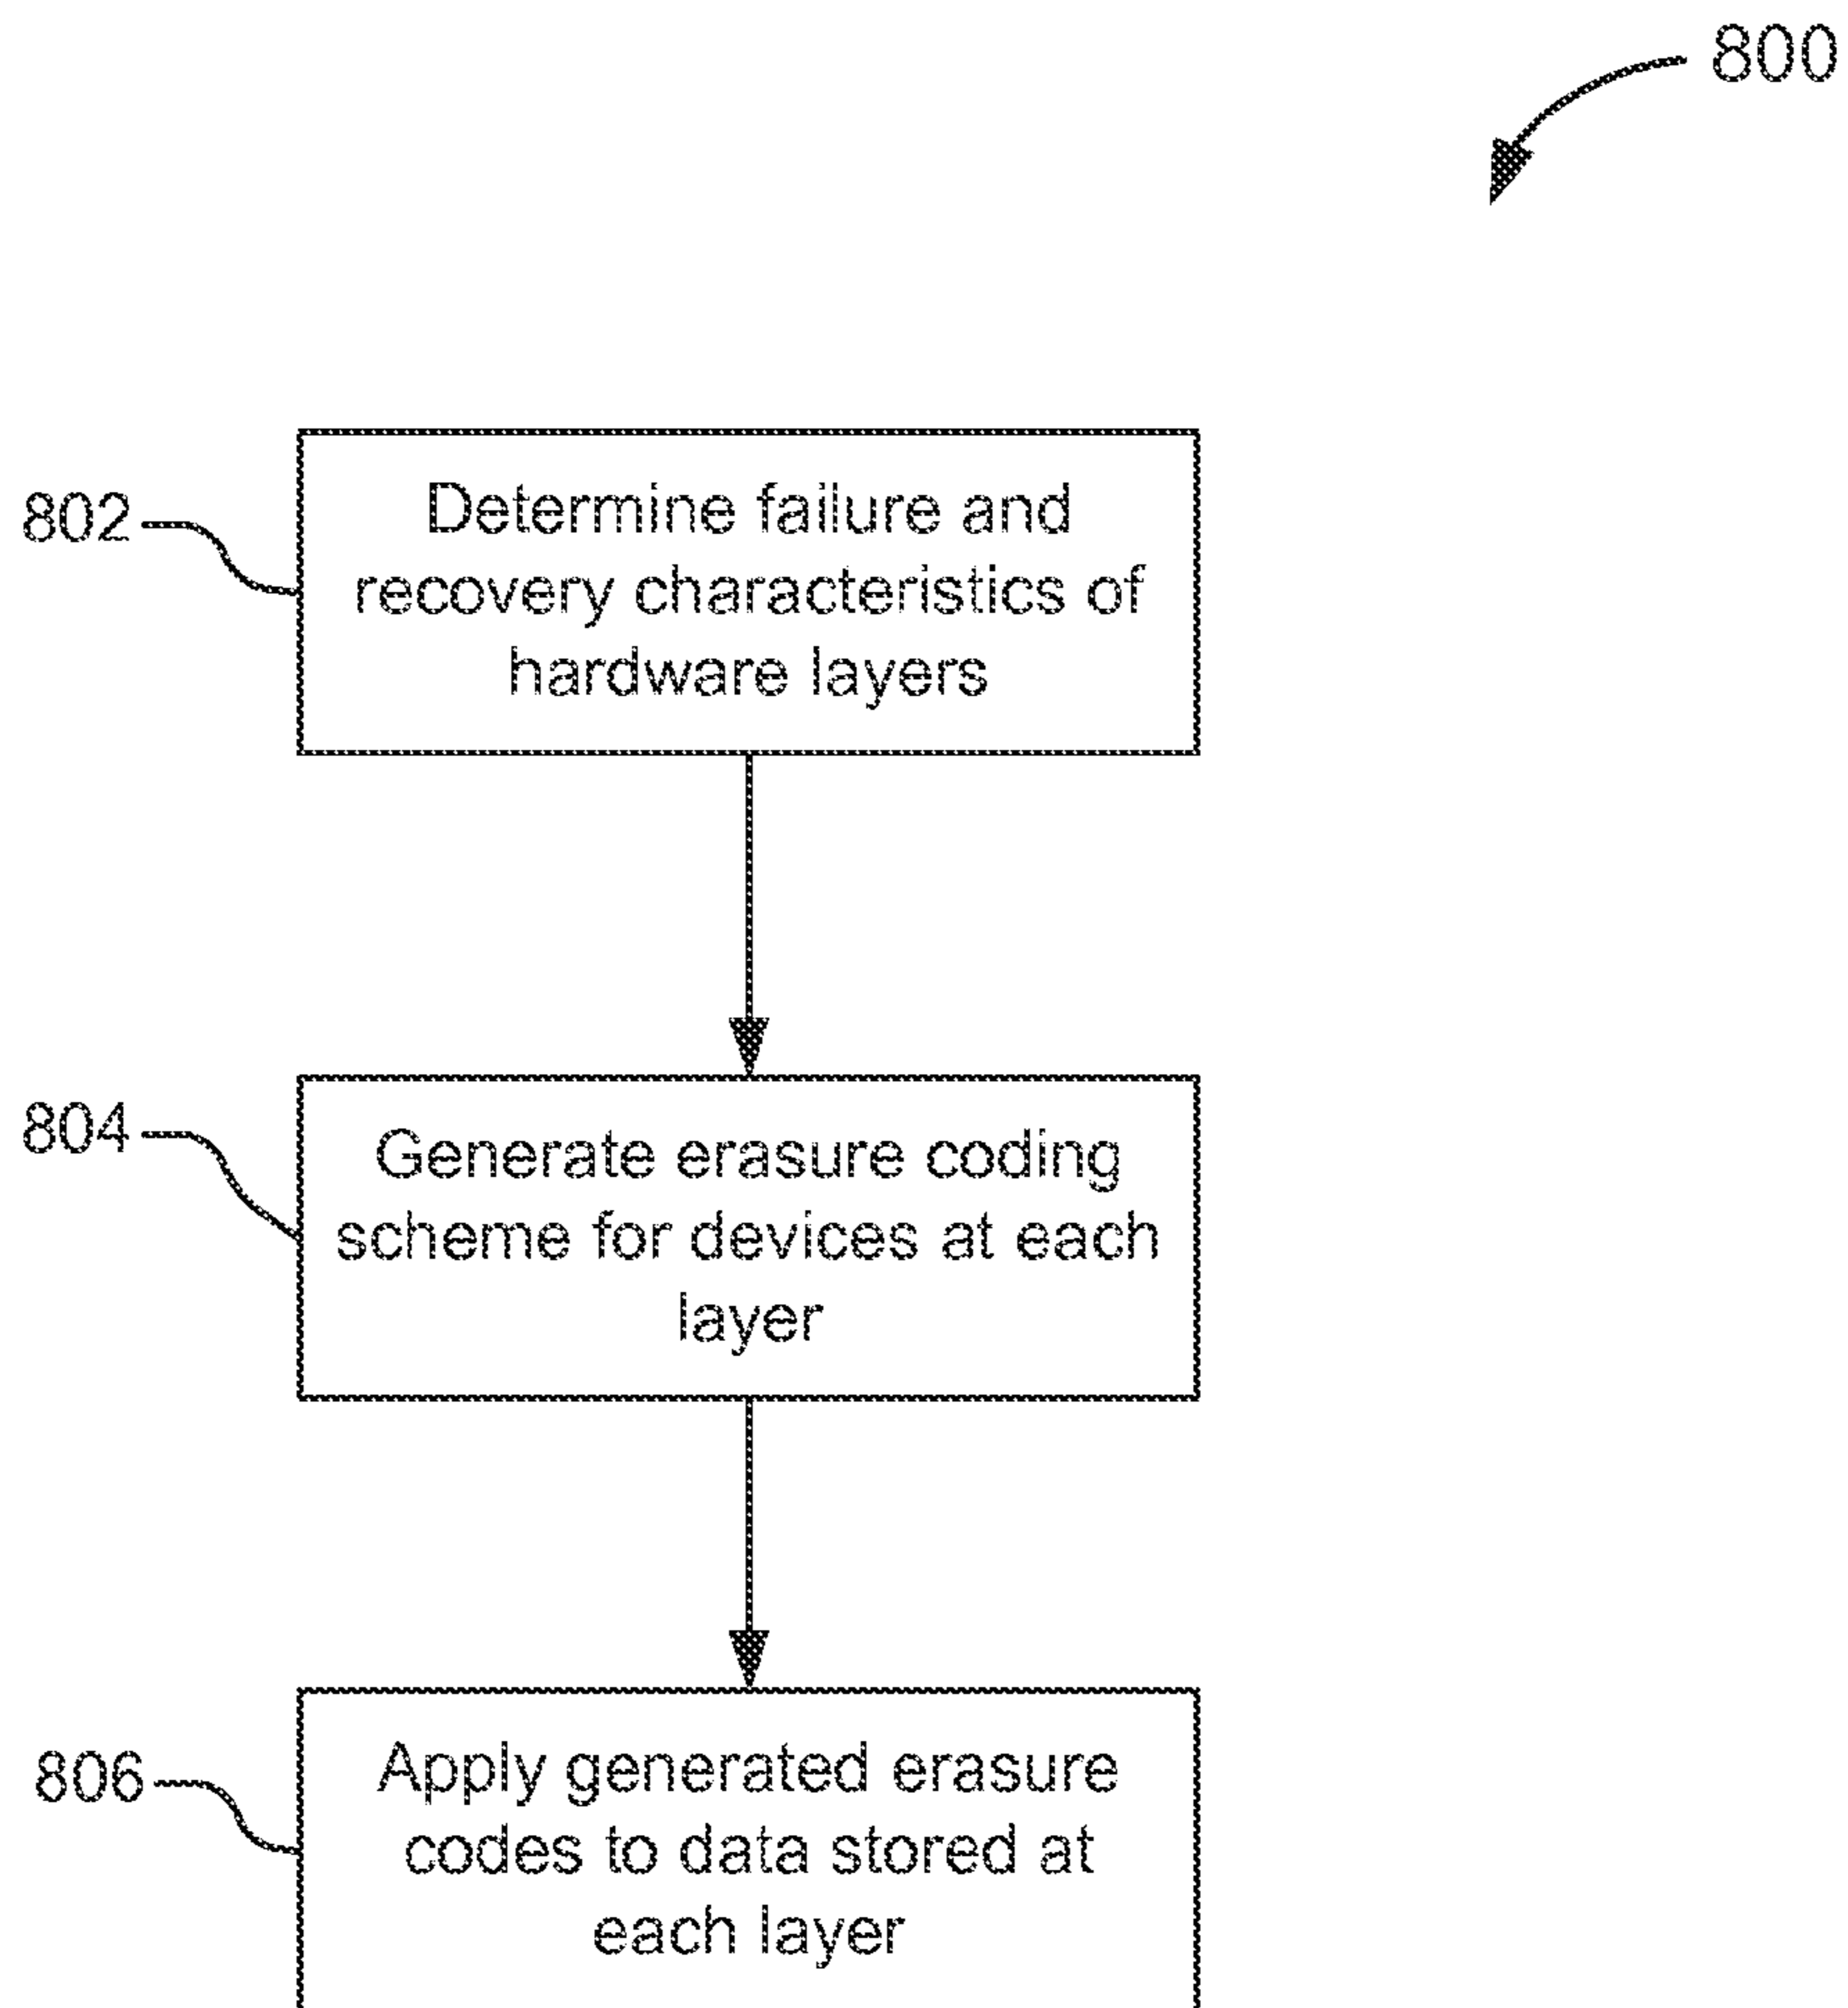 800
802
Determine failure and
recovery characteristics of
hardware layers
804
Generate erasure coding
scheme for devices at each
layer
806
Apply generated erasure
codes to data stored at
each layer